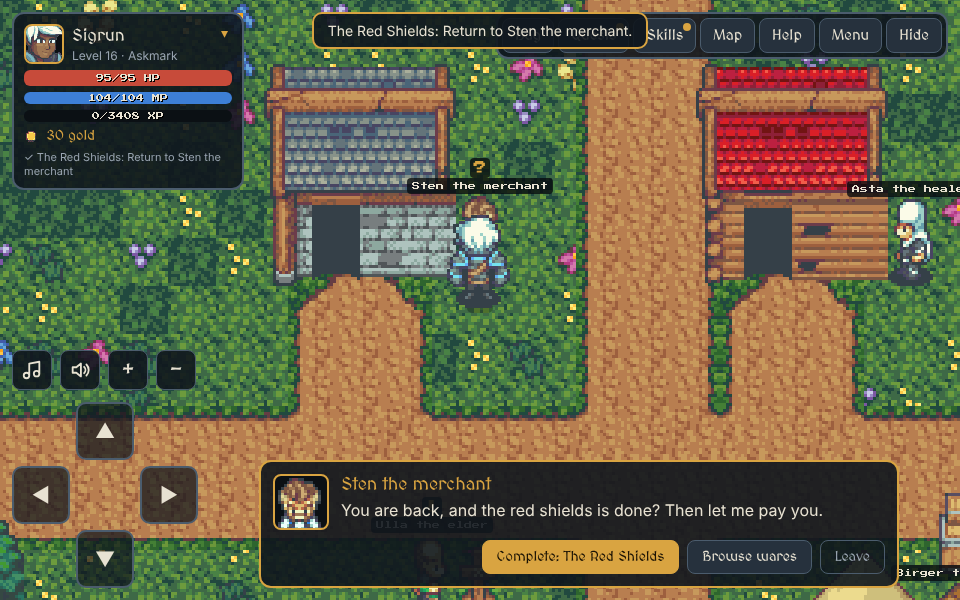 Sigrun
Level 16 · Askmark
95/95 HP
104/104 MP
0/3408 XP
30 gold
✓ The Red Shields: Return to Sten the merchant
The Red Shields: Return to Sten the merchant.
Skills
Map
Help
Menu
Hide
?
Sten the merchant
Asta the heale
Sten the merchant
You are back, and the red shields is done? Then let me pay you.
Ulla the elder
Complete: The Red Shields
Browse wares
Leave
Birger t